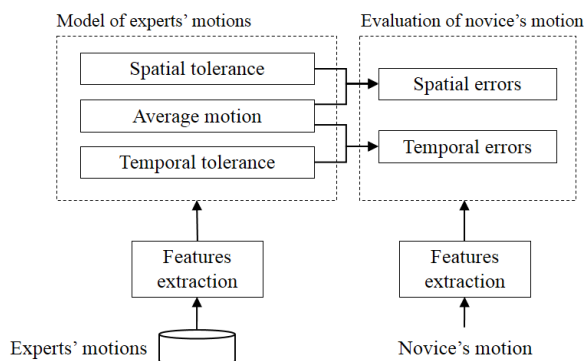 Model of experts' motions
Evaluation of novice's motion
Spatial tolerance
Average motion
Temporal tolerance
Spatial errors
Temporal errors
Features
extraction
Features
extraction
Experts' motions
Novice's motion